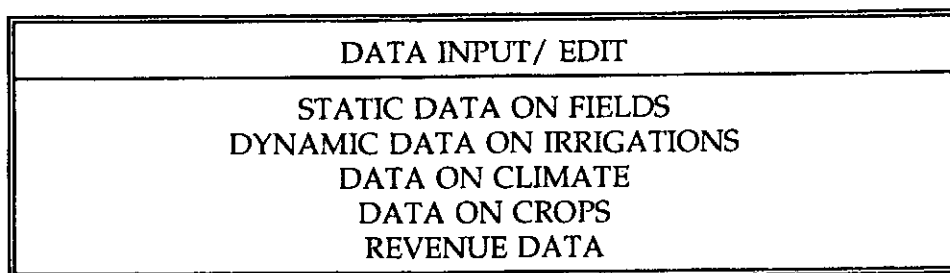 DATA INPUT/ EDIT
STATIC DATA ON FIELDS
DYNAMIC DATA ON IRRIGATIONS
DATA ON CLIMATE
DATA ON CROPS
REVENUE DATA